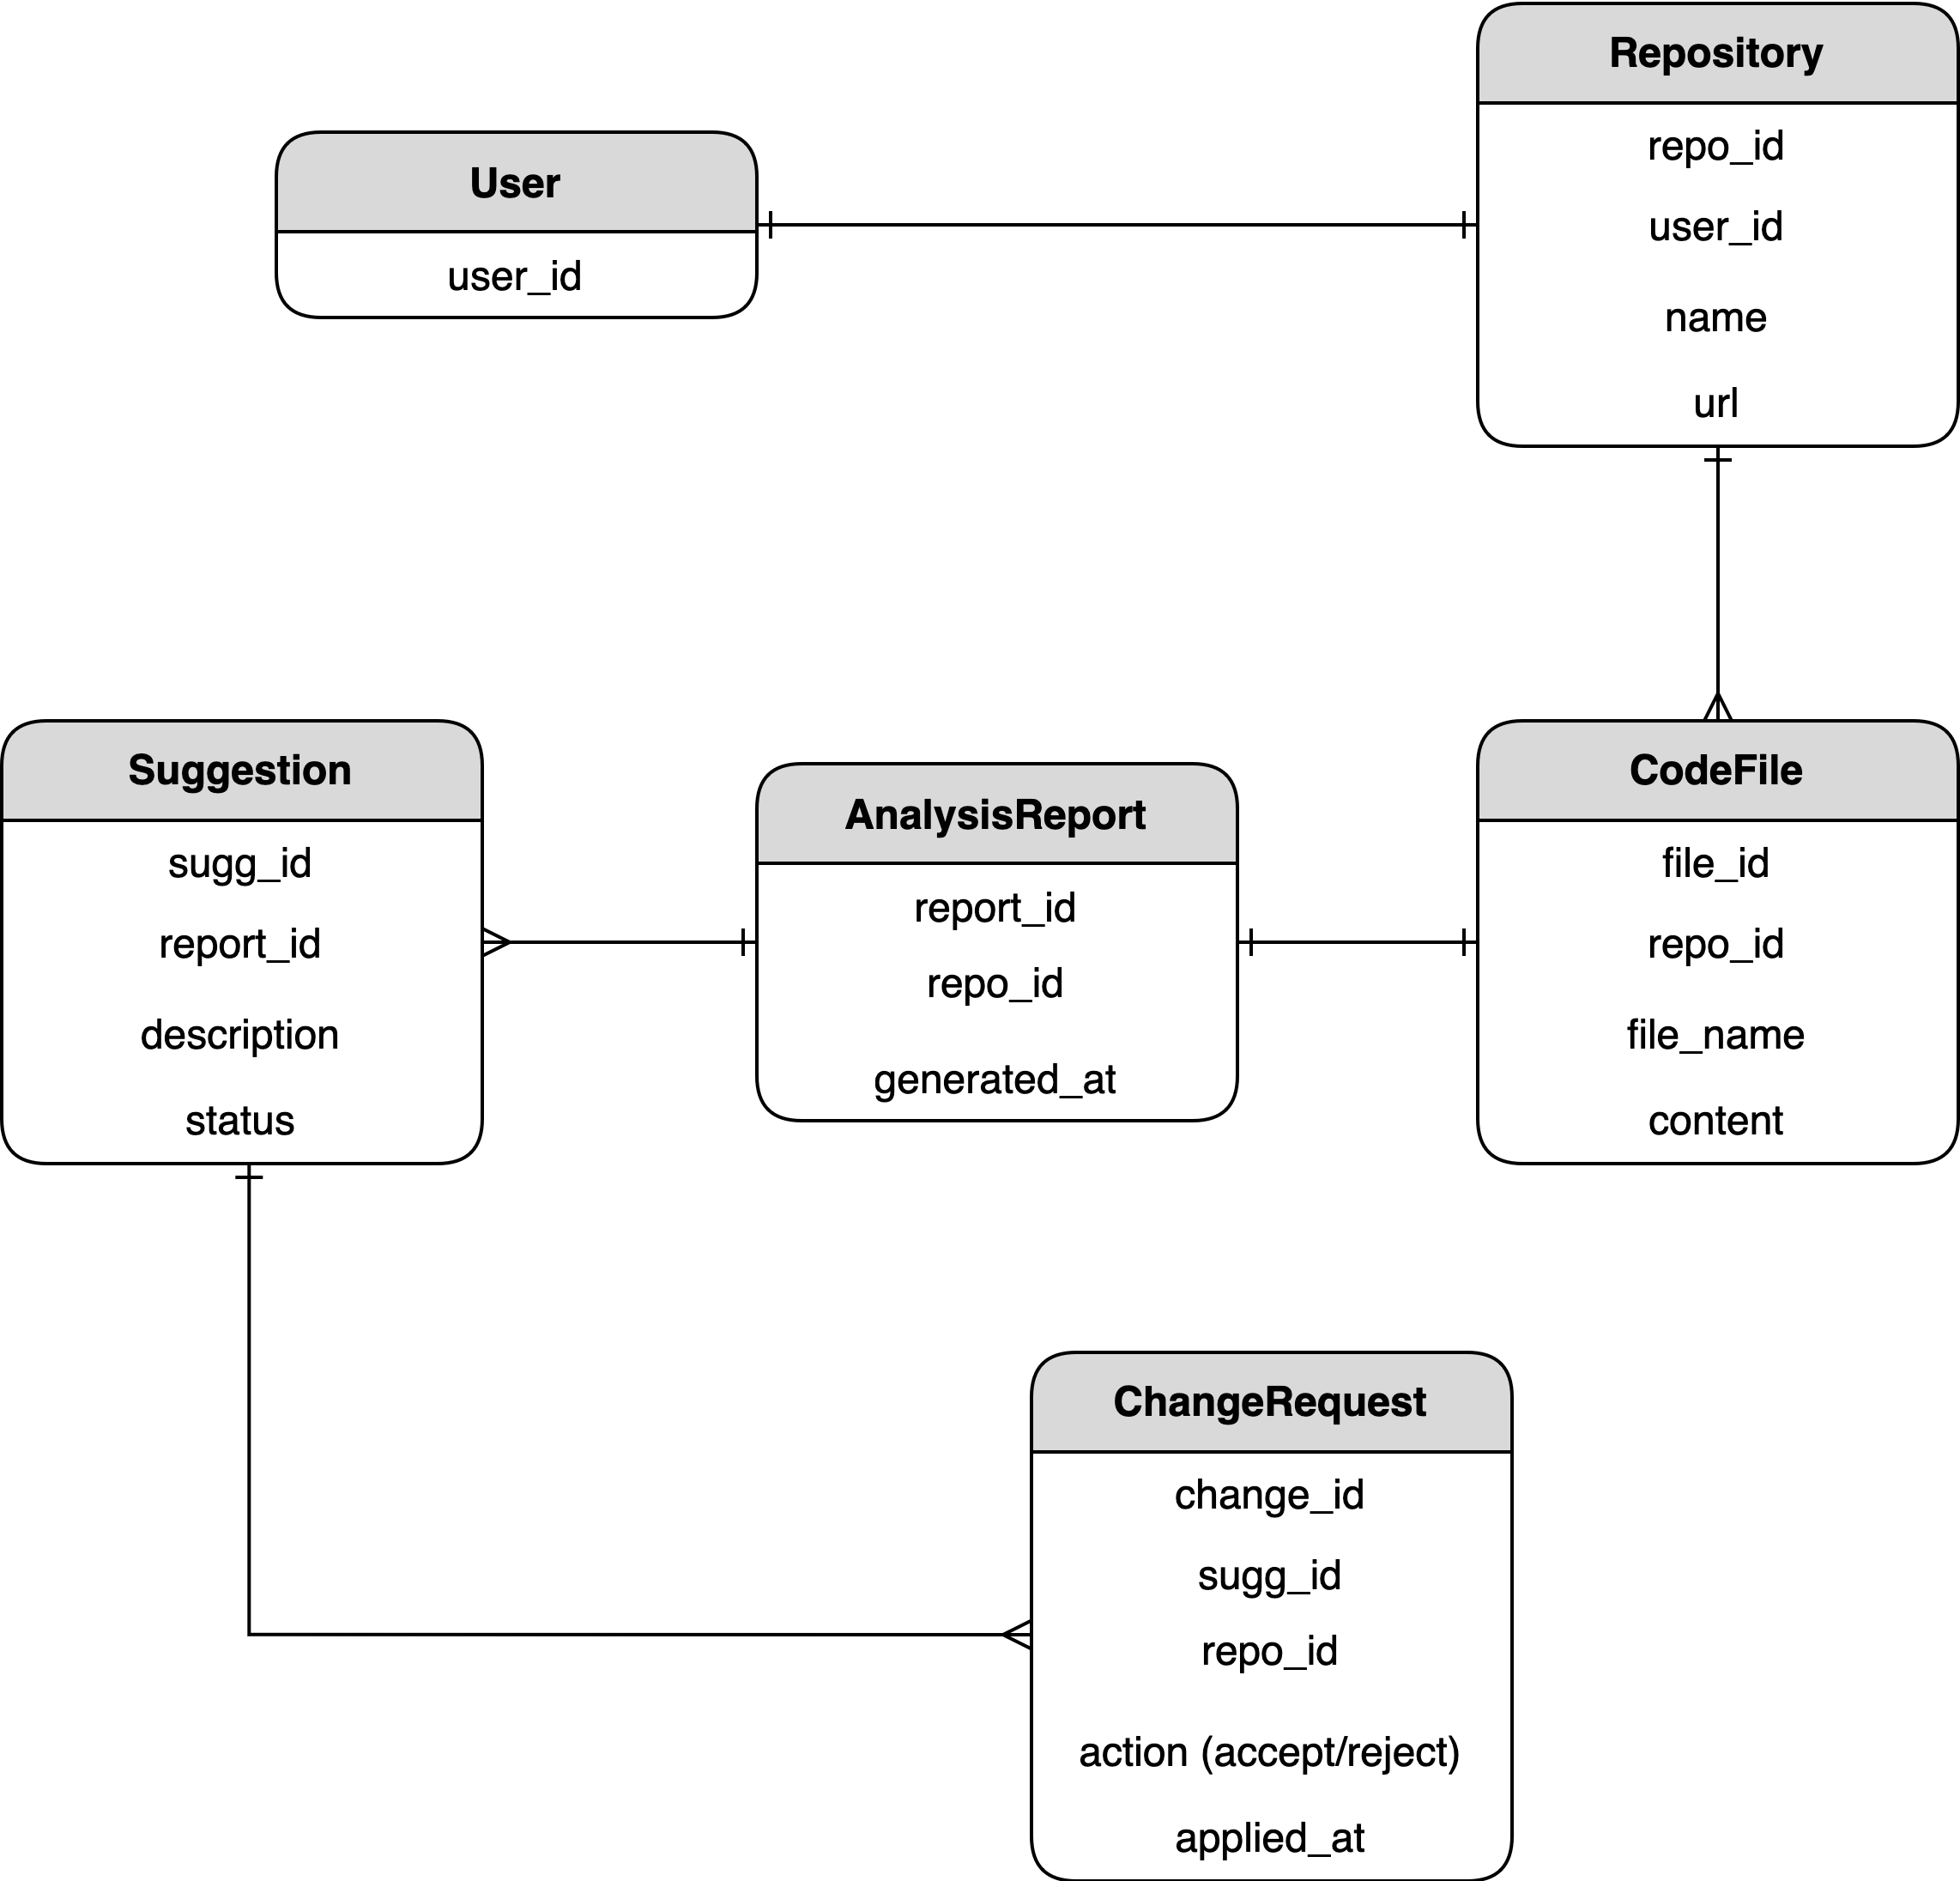 User
user_id
Repository
repo_id
user_id
name
url
Suggestion
sugg_id
report_id
description
status
AnalysisReport
report_id
repo_id
generated_at
CodeFile
file_id
repo_id
file_name
content
ChangeRequest
change_id
sugg_id
repo_id
action (accept/reject)
applied_at